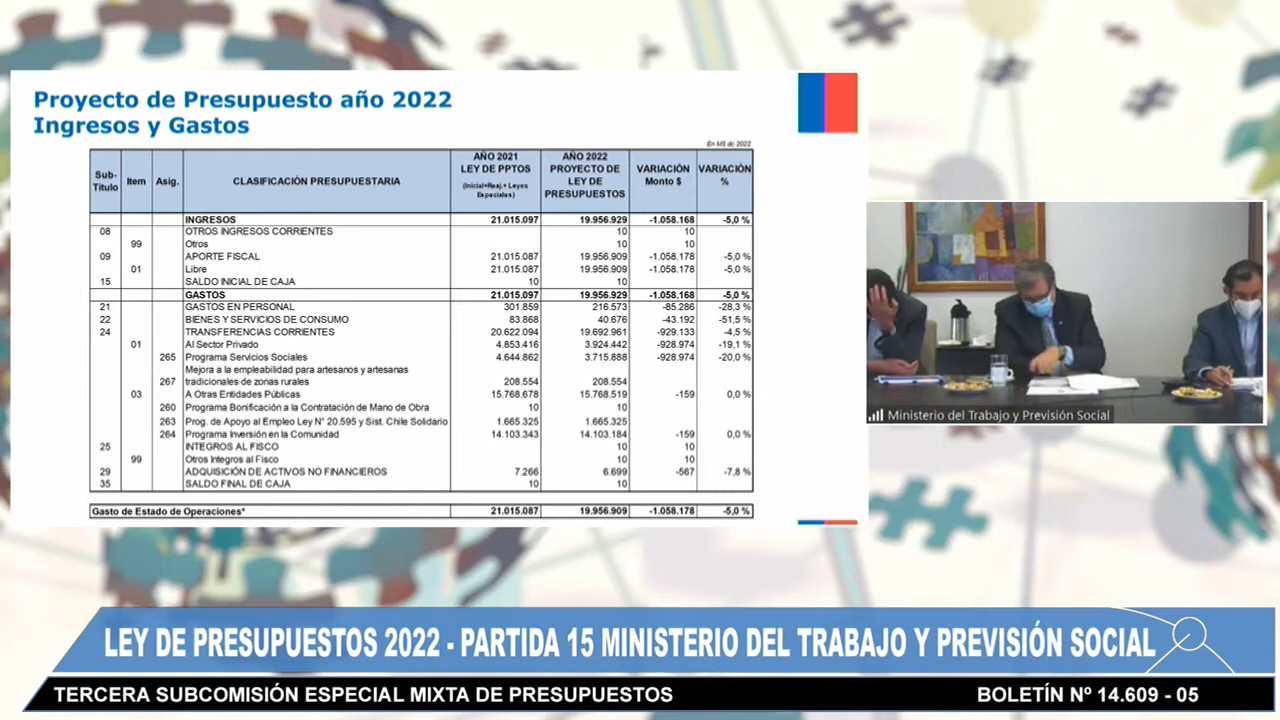 Proyecto de Presupuesto año 2022
Ingresos y Gastos
En M$ de 2022
Sub-Título Item Asig. CLASIFICACIÓN PRESUPUESTARIA AÑO 2021 LEY DE PPTOS (Inicial+Reaj.+ Leyes Especiales) AÑO 2022 PROYECTO DE LEY DE PRESUPUESTOS VARIACIÓN Monto $ VARIACIÓN %
INGRESOS 21.015.097 19.956.929 -1.058.168 -5,0 %
08 OTROS INGRESOS CORRIENTES 10 10
99 Otros 10 10
09 APORTE FISCAL 21.015.087 19.956.909 -1.058.178 -5,0 %
01 Libre 21.015.087 19.956.909 -1.058.178 -5,0 %
15 SALDO INICIAL DE CAJA 10 10
GASTOS 21.015.097 19.956.929 -1.058.168 -5,0 %
21 GASTOS EN PERSONAL 301.859 216.573 -85.286 -28,3 %
22 BIENES Y SERVICIOS DE CONSUMO 83.868 40.676 -43.192 -51,5 %
24 TRANSFERENCIAS CORRIENTES 20.622.094 19.692.961 -929.133 -4,5 %
01 Al Sector Privado 4.853.416 3.924.442 -928.974 -19,1 %
265 Programa Servicios Sociales 4.644.862 3.715.888 -928.974 -20,0 %
Mejora a la empleabilidad para artesanos y artesanas
267 tradicionales de zonas rurales 208.554 208.554
03 A Otras Entidades Públicas 15.768.678 15.768.519 -159 0,0 %
260 Programa Bonificación a la Contratación de Mano de Obra 10 10
263 Prog. de Apoyo al Empleo Ley N° 20.595 y Sist. Chile Solidario 1.665.325 1.665.325
264 Programa Inversión en la Comunidad 14.103.343 14.103.184 -159 0,0 %
25 INTEGROS AL FISCO 10 10
99 Otros Integros al Fisco 10 10
29 ADQUISICIÓN DE ACTIVOS NO FINANCIEROS 7.266 6.699 -567 -7,8 %
35 SALDO FINAL DE CAJA 10 10
Gasto de Estado de Operaciones* 21.015.087 19.956.909 -1.058.178 -5,0 %
Ministerio del Trabajo y Previsión Social
LEY DE PRESUPUESTOS 2022 - PARTIDA 15 MINISTERIO DEL TRABAJO Y PREVISIÓN SOCIAL
TERCERA SUBCOMISIÓN ESPECIAL MIXTA DE PRESUPUESTOS BOLETÍN Nº 14.609 - 05